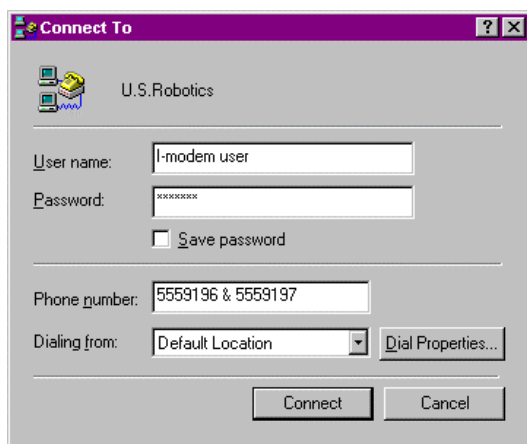 Connect To
U.S.Robotics
User name: I-modem user
Password: *******
Save password
Phone number: 5559196 & 5559197
Dialing from: Default Location Dial Properties...
Connect Cancel